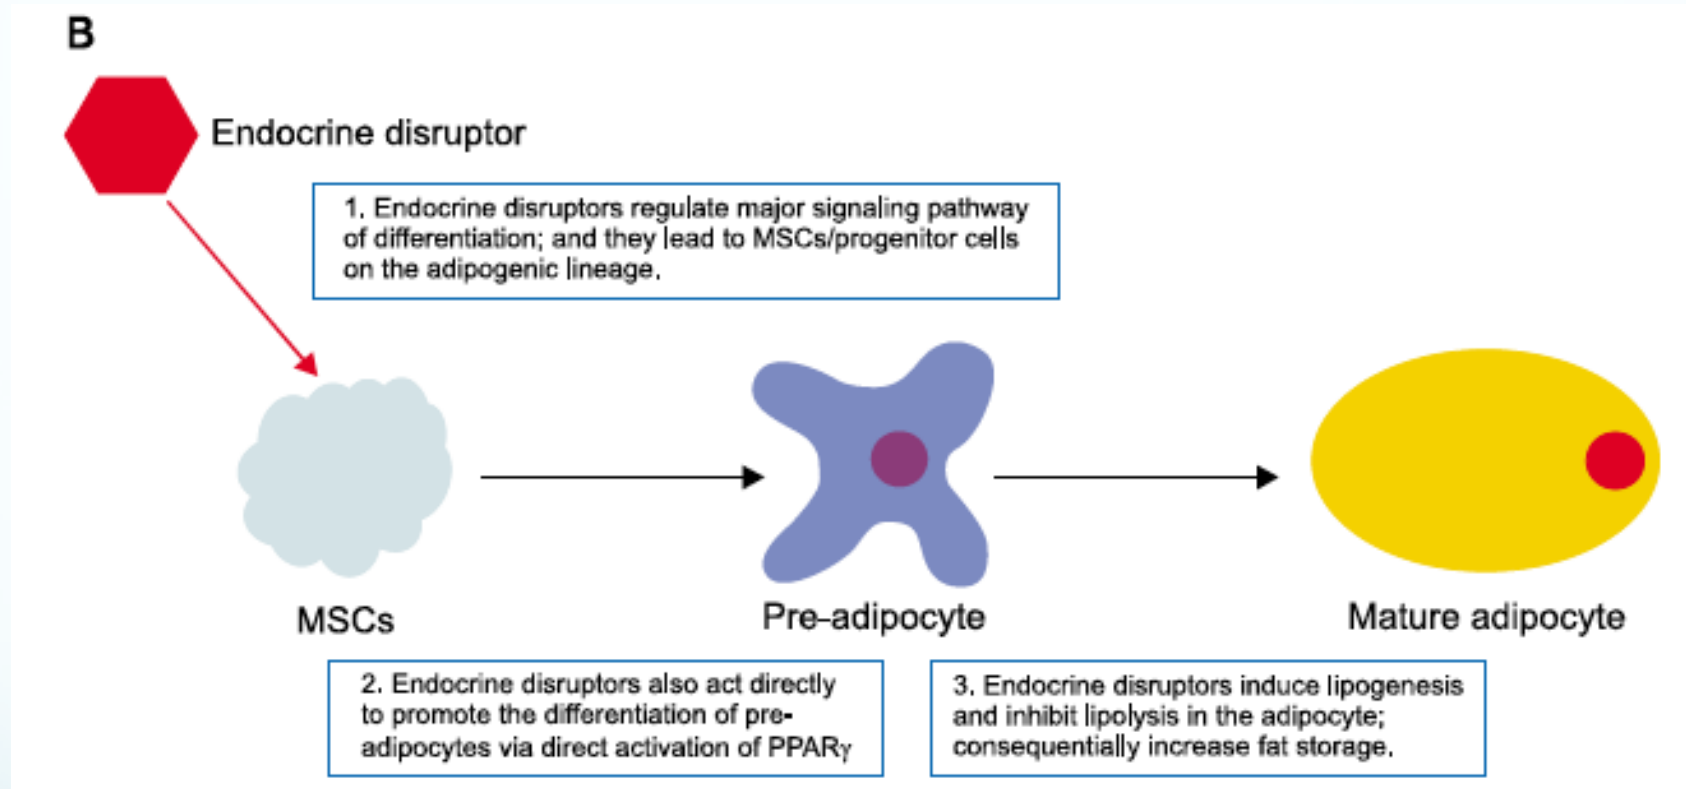 B
Endocrine disruptor
1. Endocrine disruptors regulate major signaling pathway
of differentiation; and they lead to MSCs/progenitor cells
on the adipogenic lineage.
MSCs
Pre-adipocyte
Mature adipocyte
2. Endocrine disruptors also act directly
to promote the differentiation of pre-
adipocytes via direct activation of PPARγ
3. Endocrine disruptors induce lipogenesis
and inhibit lipolysis in the adipocyte;
consequentially increase fat storage.